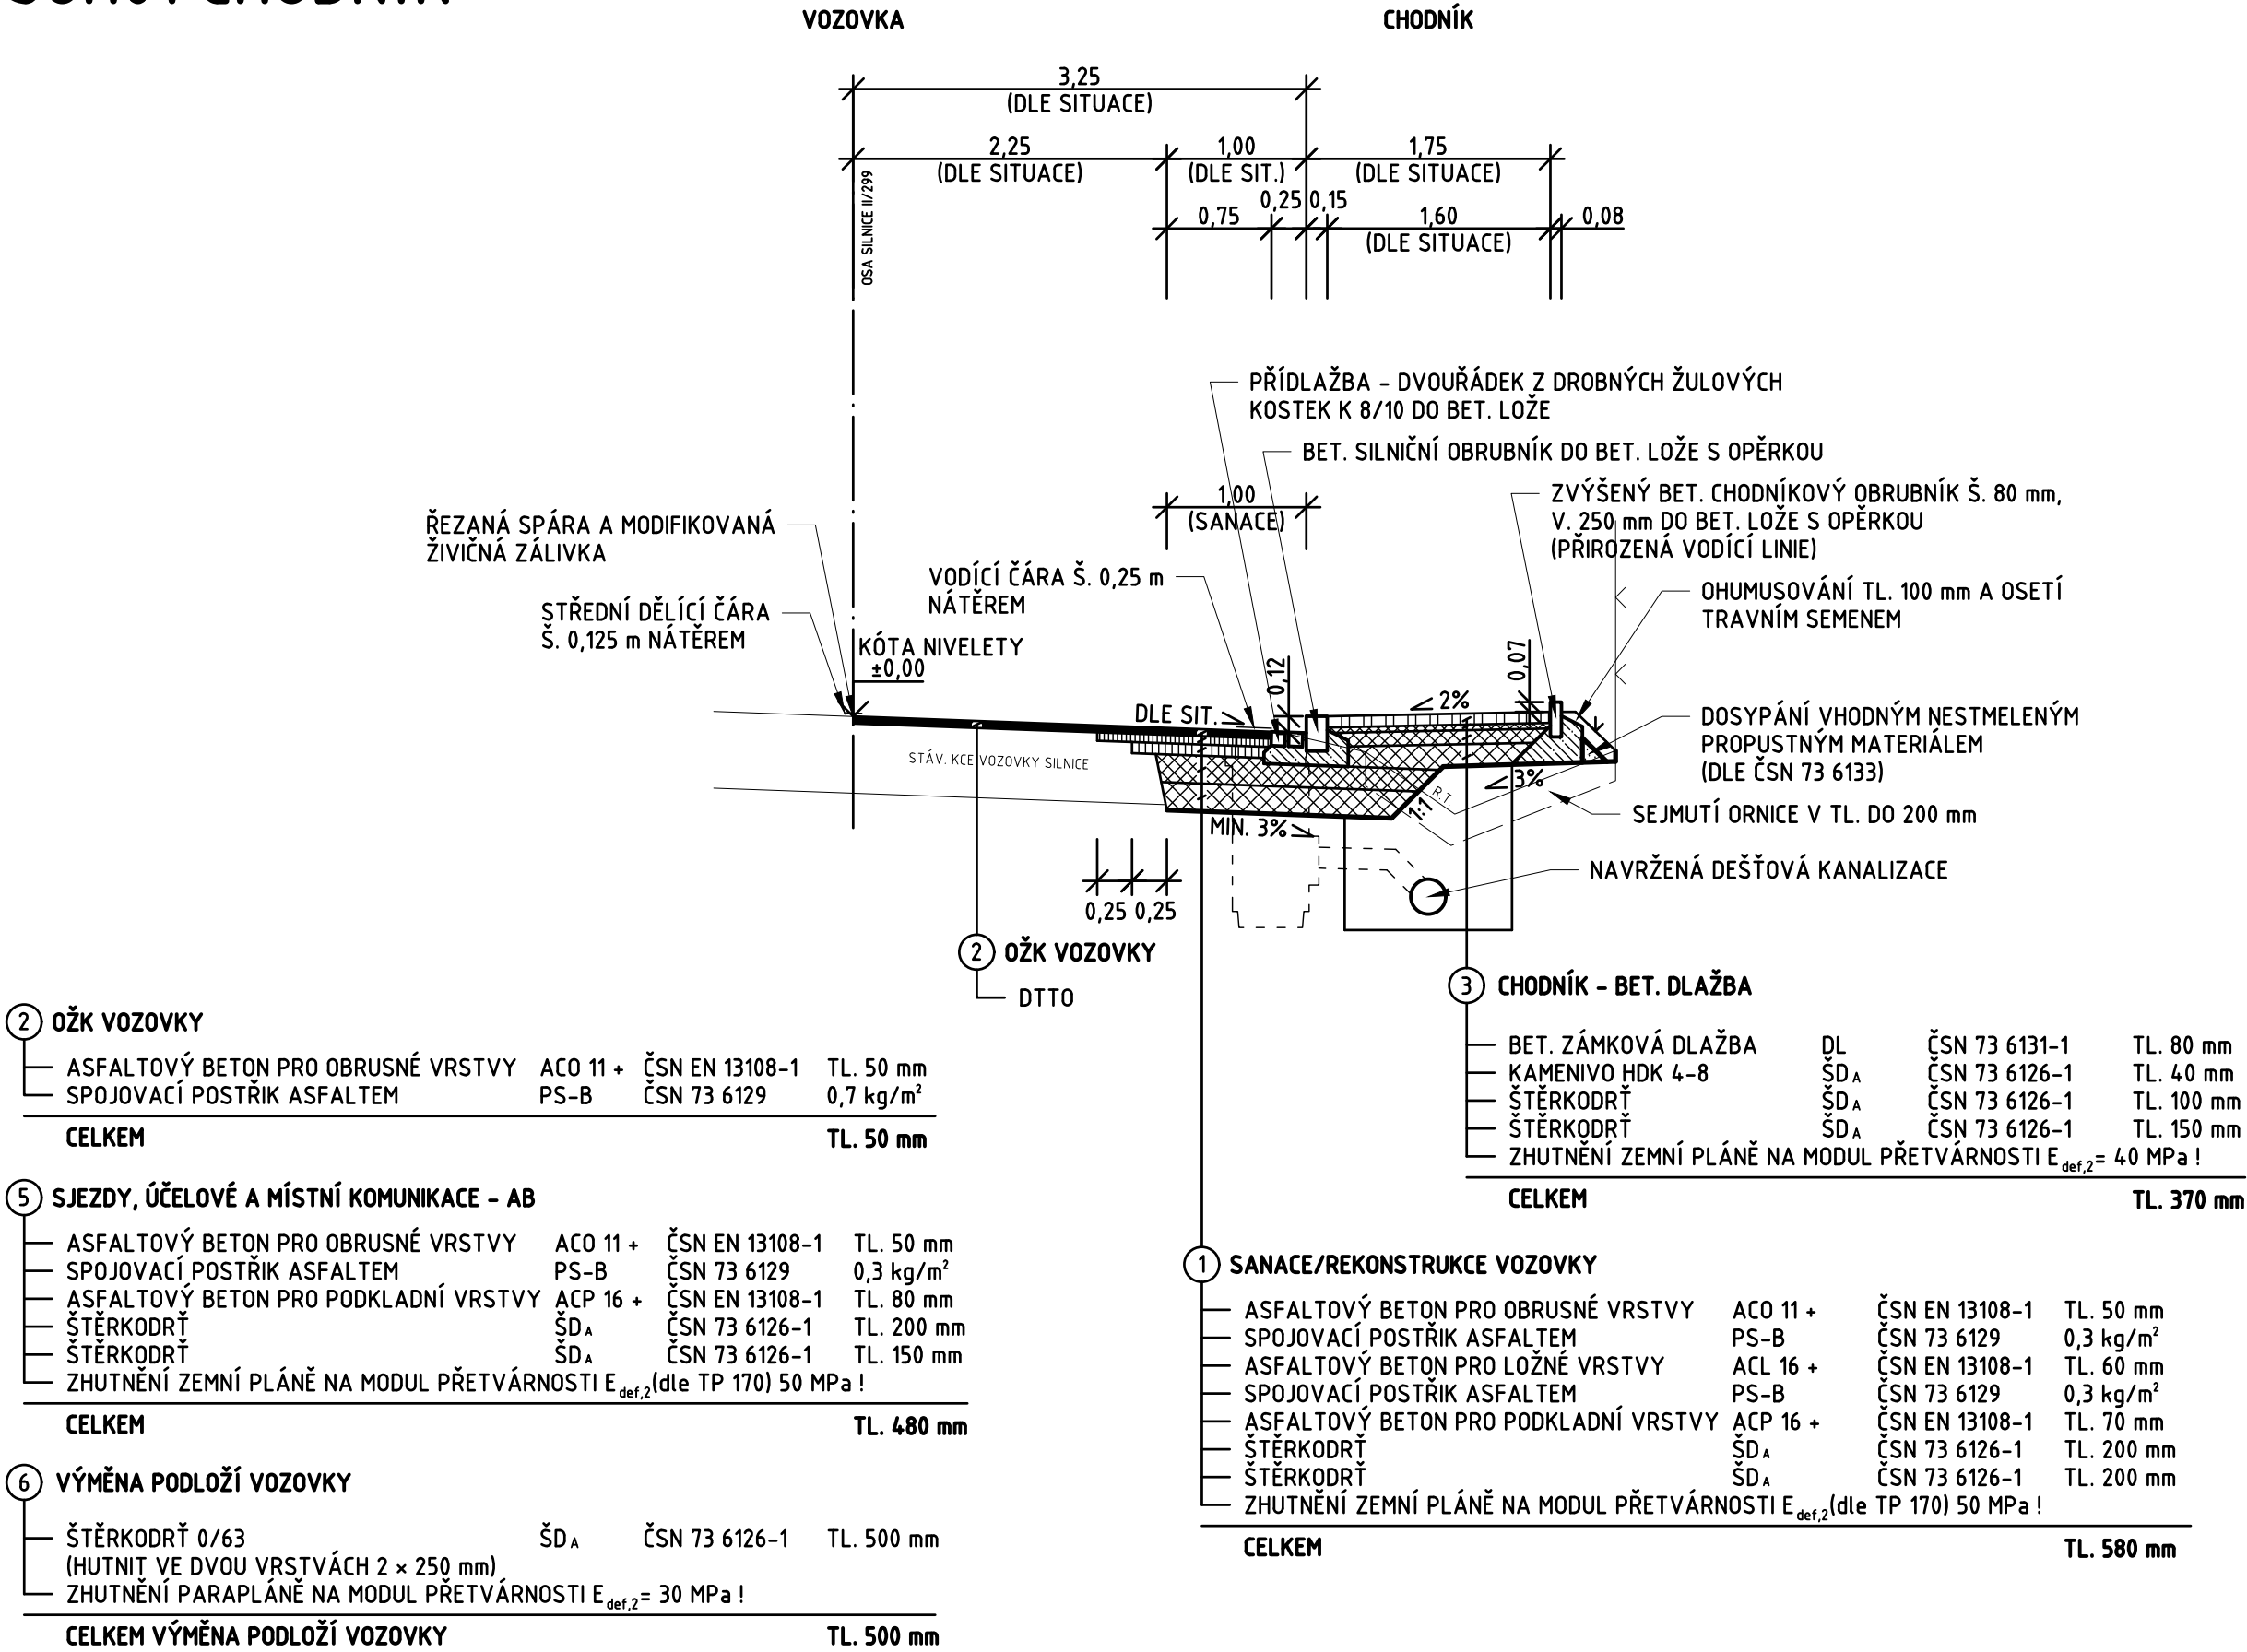 VOZOVKA
CHODNÍK
3,25
(DLE SITUACE)
2,25
(DLE SITUACE)
1,00
(DLE SIT.)
1,75
(DLE SITUACE)
0,25
0,15
0,75
1,60
(DLE SITUACE)
0,08
OSA SILNICE II/299
PŘÍDLAŽBA - DVOUŘÁDEK Z DROBNÝCH ŽULOVÝCH
KOSTEK K 8/10 DO BET. LOŽE
BET. SILNIČNÍ OBRUBNÍK DO BET. LOŽE S OPĚRKOU
1,00
(SANACE)
ZVÝŠENÝ BET. CHODNÍKOVÝ OBRUBNÍK Š. 80 mm,
V. 250 mm DO BET. LOŽE S OPĚRKOU
(PŘIROZENÁ VODÍCÍ LINIE)
ŘEZANÁ SPÁRA A MODIFIKOVANÁ
ŽIVIČNÁ ZÁLIVKA
VODÍCÍ ČÁRA Š. 0,25 m
NÁTĚREM
OHUMUSOVÁNÍ TL. 100 mm A OSETÍ
TRAVNÍM SEMENEM
STŘEDNÍ DĚLÍCÍ ČÁRA
Š. 0,125 m NÁTĚREM
KÓTA NIVELETY
±0,00
0,12
0,07
DLE SIT.
2%
DOSYPÁNÍ VHODNÝM NESTMELENÝM
PROPUSTNÝM MATERIÁLEM
(DLE ČSN 73 6133)
STÁV. KCE VOZOVKY SILNICE
3%
R.T.
1:1
MIN. 3%
SEJMUTÍ ORNICE V TL. DO 200 mm
NAVRŽENÁ DEŠŤOVÁ KANALIZACE
0,25 0,25
2 OŽK VOZOVKY
DTTO
2 OŽK VOZOVKY
ASFALTOVÝ BETON PRO OBRUSNÉ VRSTVY ACO 11 + ČSN EN 13108-1 TL. 50 mm
SPOJOVACÍ POSTŘIK ASFALTEM PS-B ČSN 73 6129 0,7 kg/m²
CELKEM TL. 50 mm
5 SJEZDY, ÚČELOVÉ A MÍSTNÍ KOMUNIKACE - AB
ASFALTOVÝ BETON PRO OBRUSNÉ VRSTVY ACO 11 + ČSN EN 13108-1 TL. 50 mm
SPOJOVACÍ POSTŘIK ASFALTEM PS-B ČSN 73 6129 0,3 kg/m²
ASFALTOVÝ BETON PRO PODKLADNÍ VRSTVY ACP 16 + ČSN EN 13108-1 TL. 80 mm
ŠTĚRKODRŤ ŠDA ČSN 73 6126-1 TL. 200 mm
ŠTĚRKODRŤ ŠDA ČSN 73 6126-1 TL. 150 mm
ZHUTNĚNÍ ZEMNÍ PLÁNĚ NA MODUL PŘETVÁRNOSTI Edef,2(dle TP 170) 50 MPa !
CELKEM TL. 480 mm
6 VÝMĚNA PODLOŽÍ VOZOVKY
ŠTĚRKODRŤ 0/63 ŠDA ČSN 73 6126-1 TL. 500 mm
(HUTNIT VE DVOU VRSTVÁCH 2 × 250 mm)
ZHUTNĚNÍ PARAPLÁNĚ NA MODUL PŘETVÁRNOSTI Edef,2= 30 MPa !
CELKEM VÝMĚNA PODLOŽÍ VOZOVKY TL. 500 mm
3 CHODNÍK - BET. DLAŽBA
BET. ZÁMKOVÁ DLAŽBA DL ČSN 73 6131-1 TL. 80 mm
KAMENIVO HDK 4-8 ŠDA ČSN 73 6126-1 TL. 40 mm
ŠTĚRKODRŤ ŠDA ČSN 73 6126-1 TL. 100 mm
ŠTĚRKODRŤ ŠDA ČSN 73 6126-1 TL. 150 mm
ZHUTNĚNÍ ZEMNÍ PLÁNĚ NA MODUL PŘETVÁRNOSTI Edef,2= 40 MPa !
CELKEM TL. 370 mm
1 SANACE/REKONSTRUKCE VOZOVKY
ASFALTOVÝ BETON PRO OBRUSNÉ VRSTVY ACO 11 + ČSN EN 13108-1 TL. 50 mm
SPOJOVACÍ POSTŘIK ASFALTEM PS-B ČSN 73 6129 0,3 kg/m²
ASFALTOVÝ BETON PRO LOŽNÉ VRSTVY ACL 16 + ČSN EN 13108-1 TL. 60 mm
SPOJOVACÍ POSTŘIK ASFALTEM PS-B ČSN 73 6129 0,3 kg/m²
ASFALTOVÝ BETON PRO PODKLADNÍ VRSTVY ACP 16 + ČSN EN 13108-1 TL. 70 mm
ŠTĚRKODRŤ ŠDA ČSN 73 6126-1 TL. 200 mm
ŠTĚRKODRŤ ŠDA ČSN 73 6126-1 TL. 200 mm
ZHUTNĚNÍ ZEMNÍ PLÁNĚ NA MODUL PŘETVÁRNOSTI Edef,2(dle TP 170) 50 MPa !
CELKEM TL. 580 mm